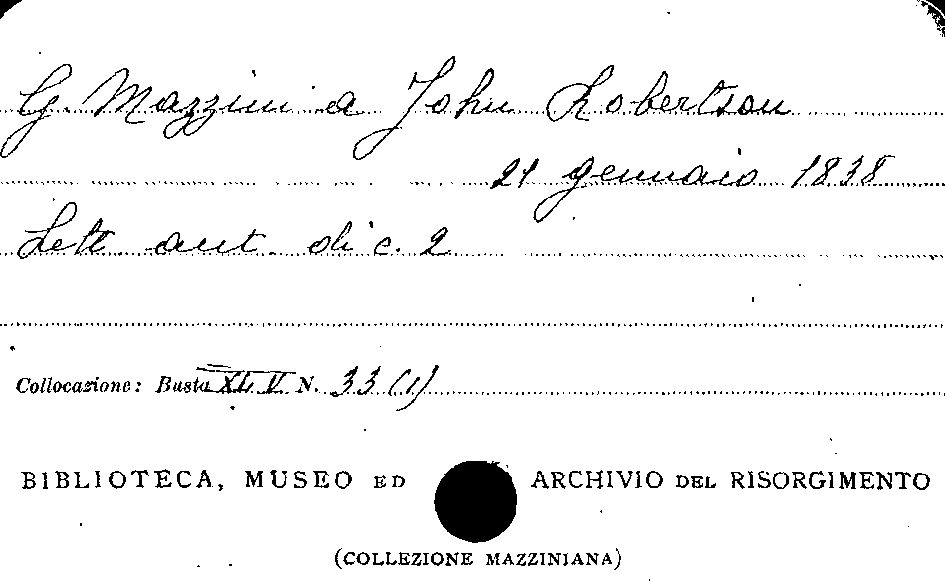 G. Mazzini a John Robertson
21 gennaio 1838
Lett aut. di c. 2
Collocazione: Busta XLV N. 33 (1)
BIBLIOTECA, MUSEO ED ARCHIVIO DEL RISORGIMENTO
(COLLEZIONE MAZZINIANA)